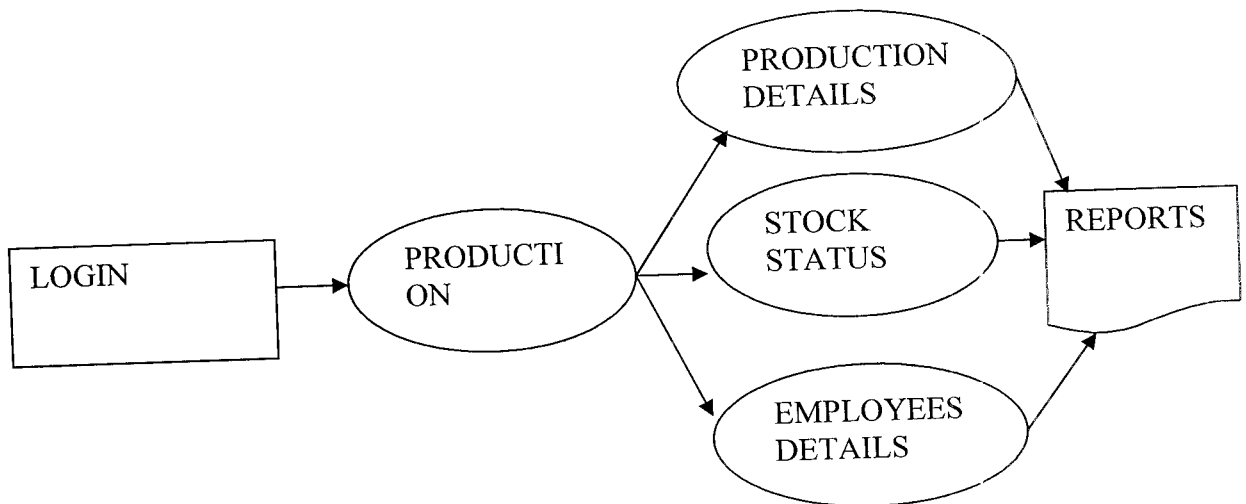 LOGIN
PRODUCTI
ON
PRODUCTION
DETAILS
STOCK
STATUS
EMPLOYEES
DETAILS
REPORTS